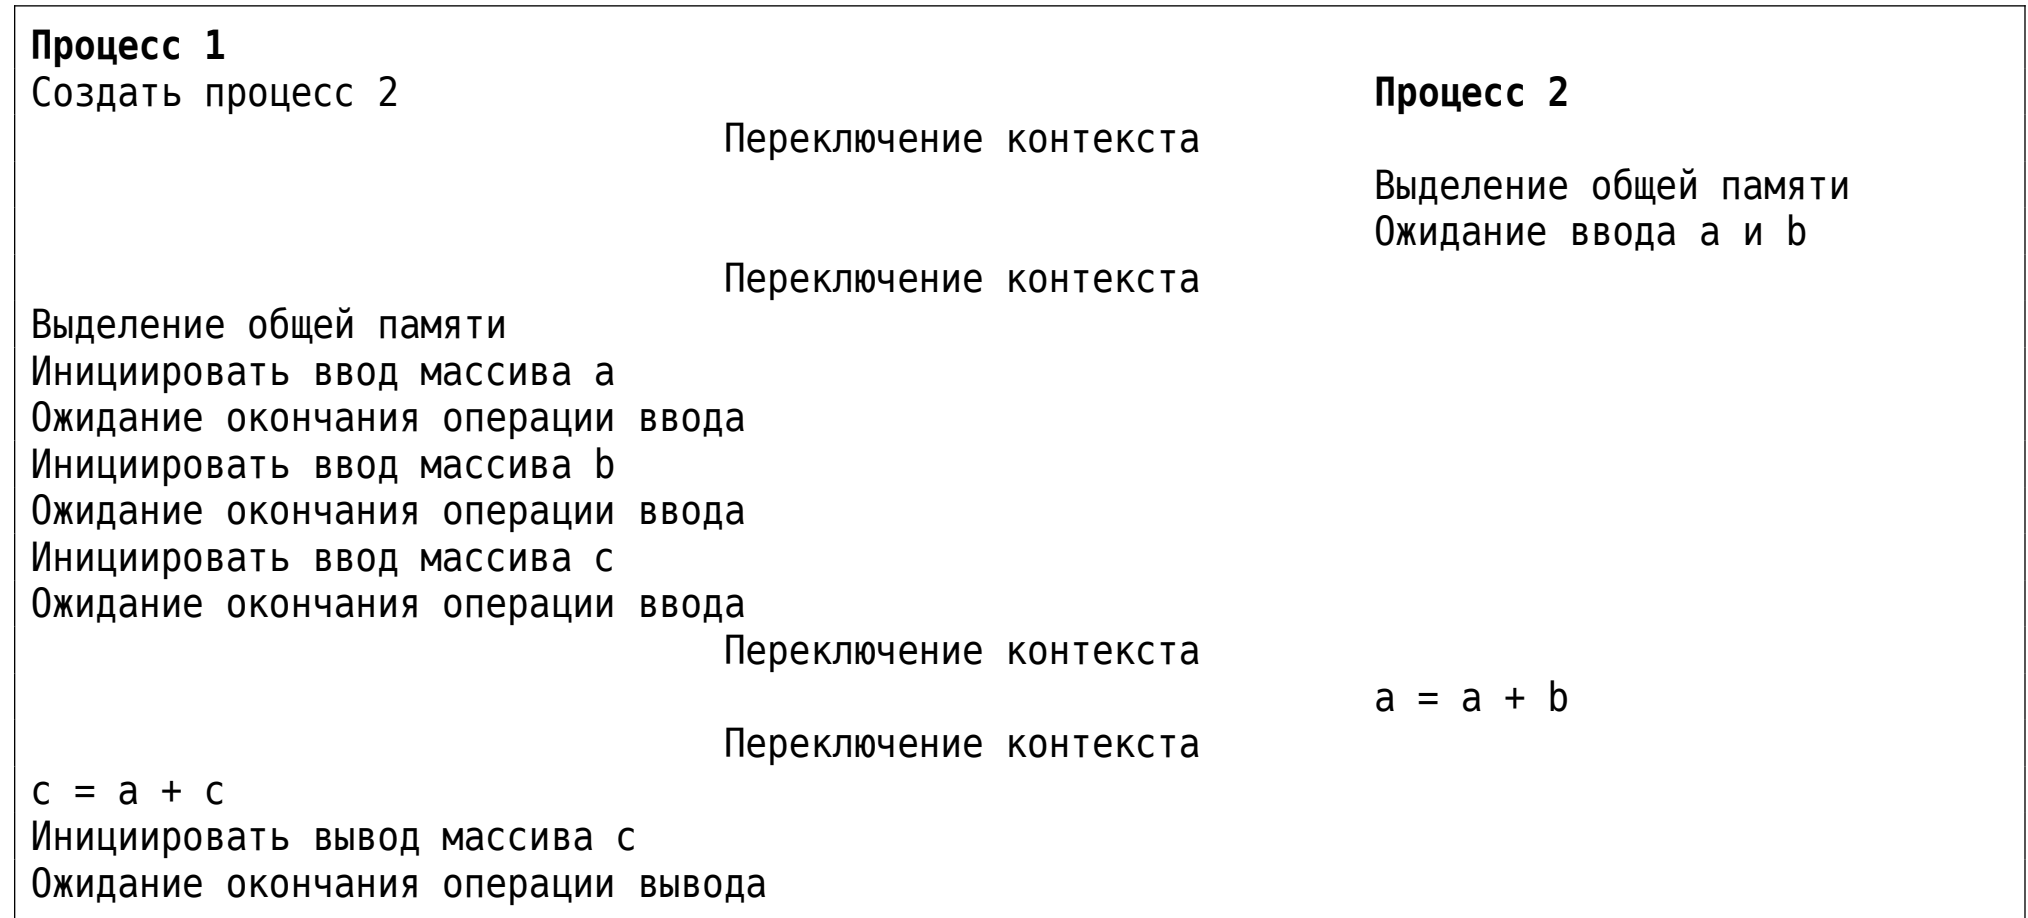 Процесс 1
Создать процесс 2 Процесс 2
Переключение контекста
Выделение общей памяти
Ожидание ввода a и b
Переключение контекста
Выделение общей памяти
Инициировать ввод массива a
Ожидание окончания операции ввода
Инициировать ввод массива b
Ожидание окончания операции ввода
Инициировать ввод массива c
Ожидание окончания операции ввода
Переключение контекста
a = a + b
Переключение контекста
c = a + c
Инициировать вывод массива c
Ожидание окончания операции вывода